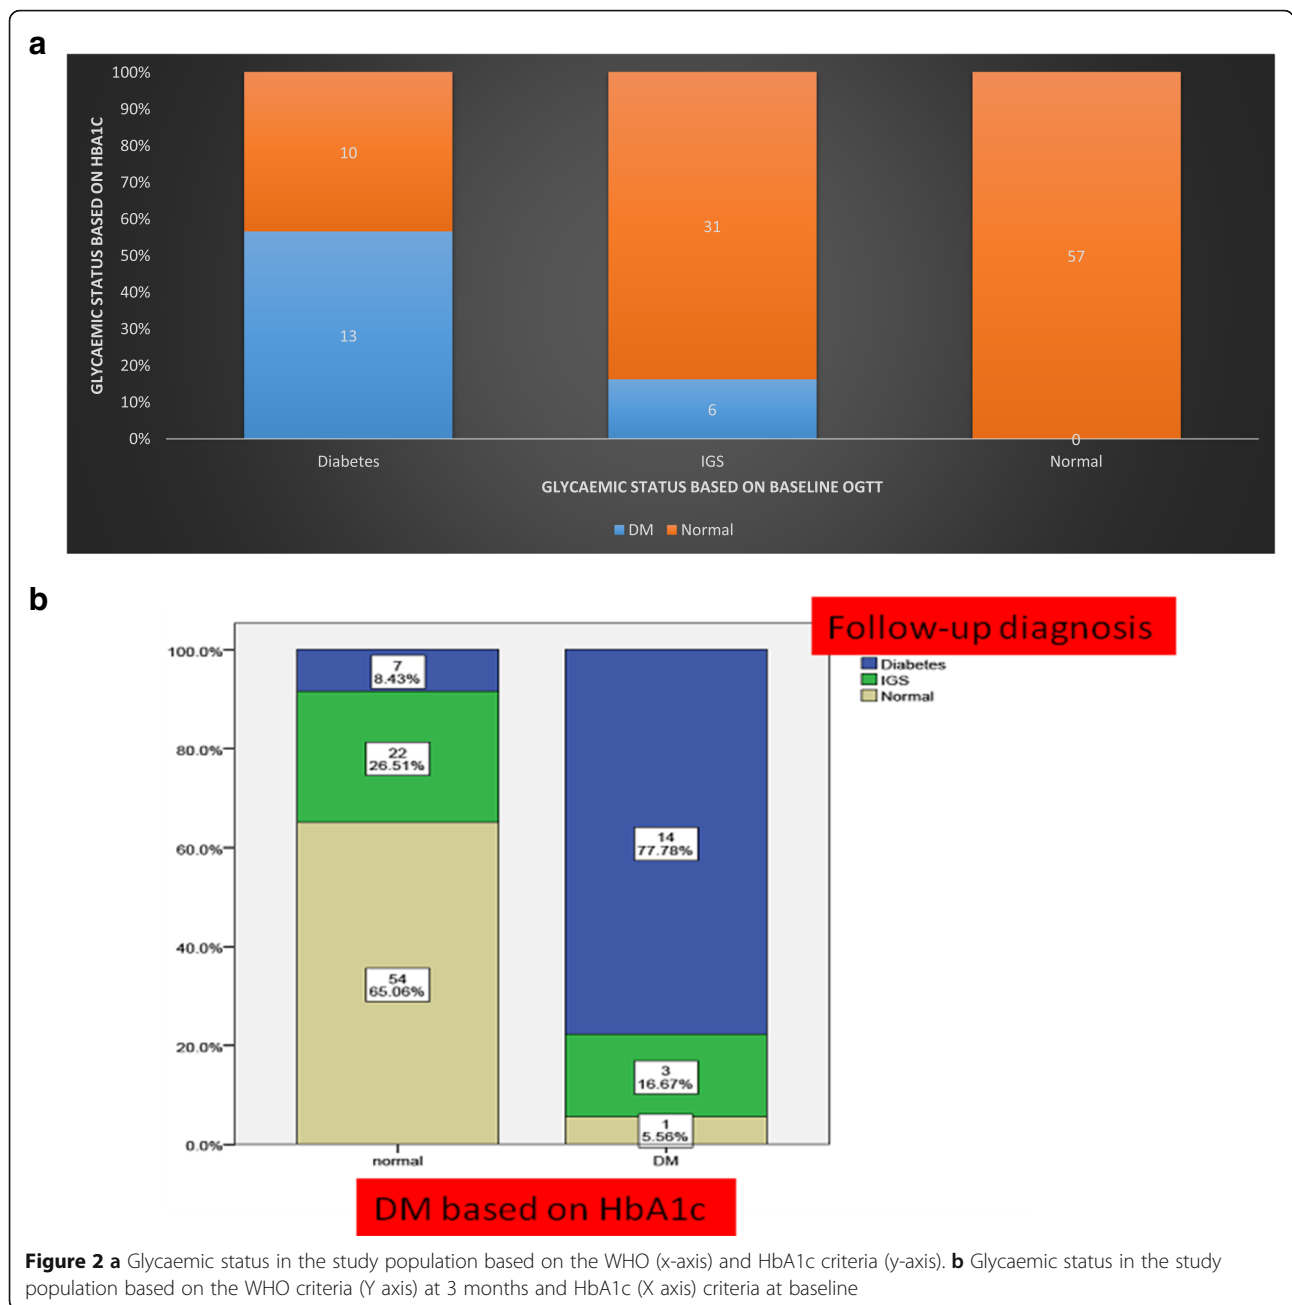 a
100%
90%
80%
70%
60%
50%
40%
30%
20%
10%
0%
GLYCAEMIC STATUS BASED ON HBA1C
10
13
31
6
57
0
Diabetes
IGS
Normal
GLYCAEMIC STATUS BASED ON BASELINE OGTT
DM
Normal
b
Follow-up diagnosis
Diabetes
IGS
Normal
100.0%
80.0%
60.0%
40.0%
20.0%
0.0%
7
8.43%
22
26.51%
54
65.06%
14
77.78%
3
16.67%
1
5.56%
normal
DM
DM based on HbA1c
Figure 2 a Glycaemic status in the study population based on the WHO (x-axis) and HbA1c criteria (y-axis). b Glycaemic status in the study
population based on the WHO criteria (Y axis) at 3 months and HbA1c (X axis) criteria at baseline